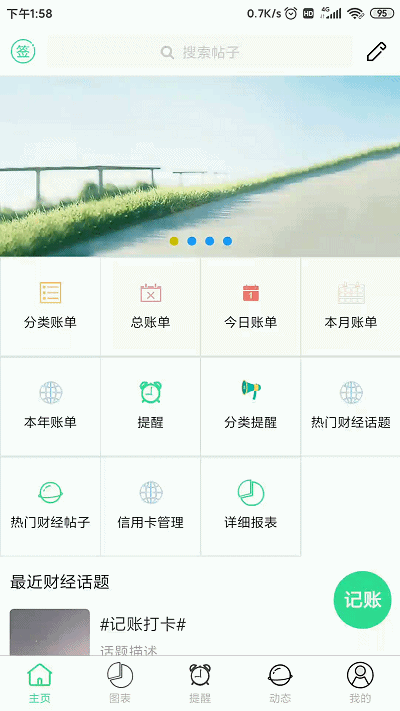 下午1:58
0.7K/s HD 4G 95
签
搜索帖子
分类账单
总账单
今日账单
本月账单
本年账单
提醒
分类提醒
热门财经话题
热门财经帖子
信用卡管理
详细报表
最近财经话题
记账
#记账打卡#
话题描述
主页
图表
提醒
动态
我的